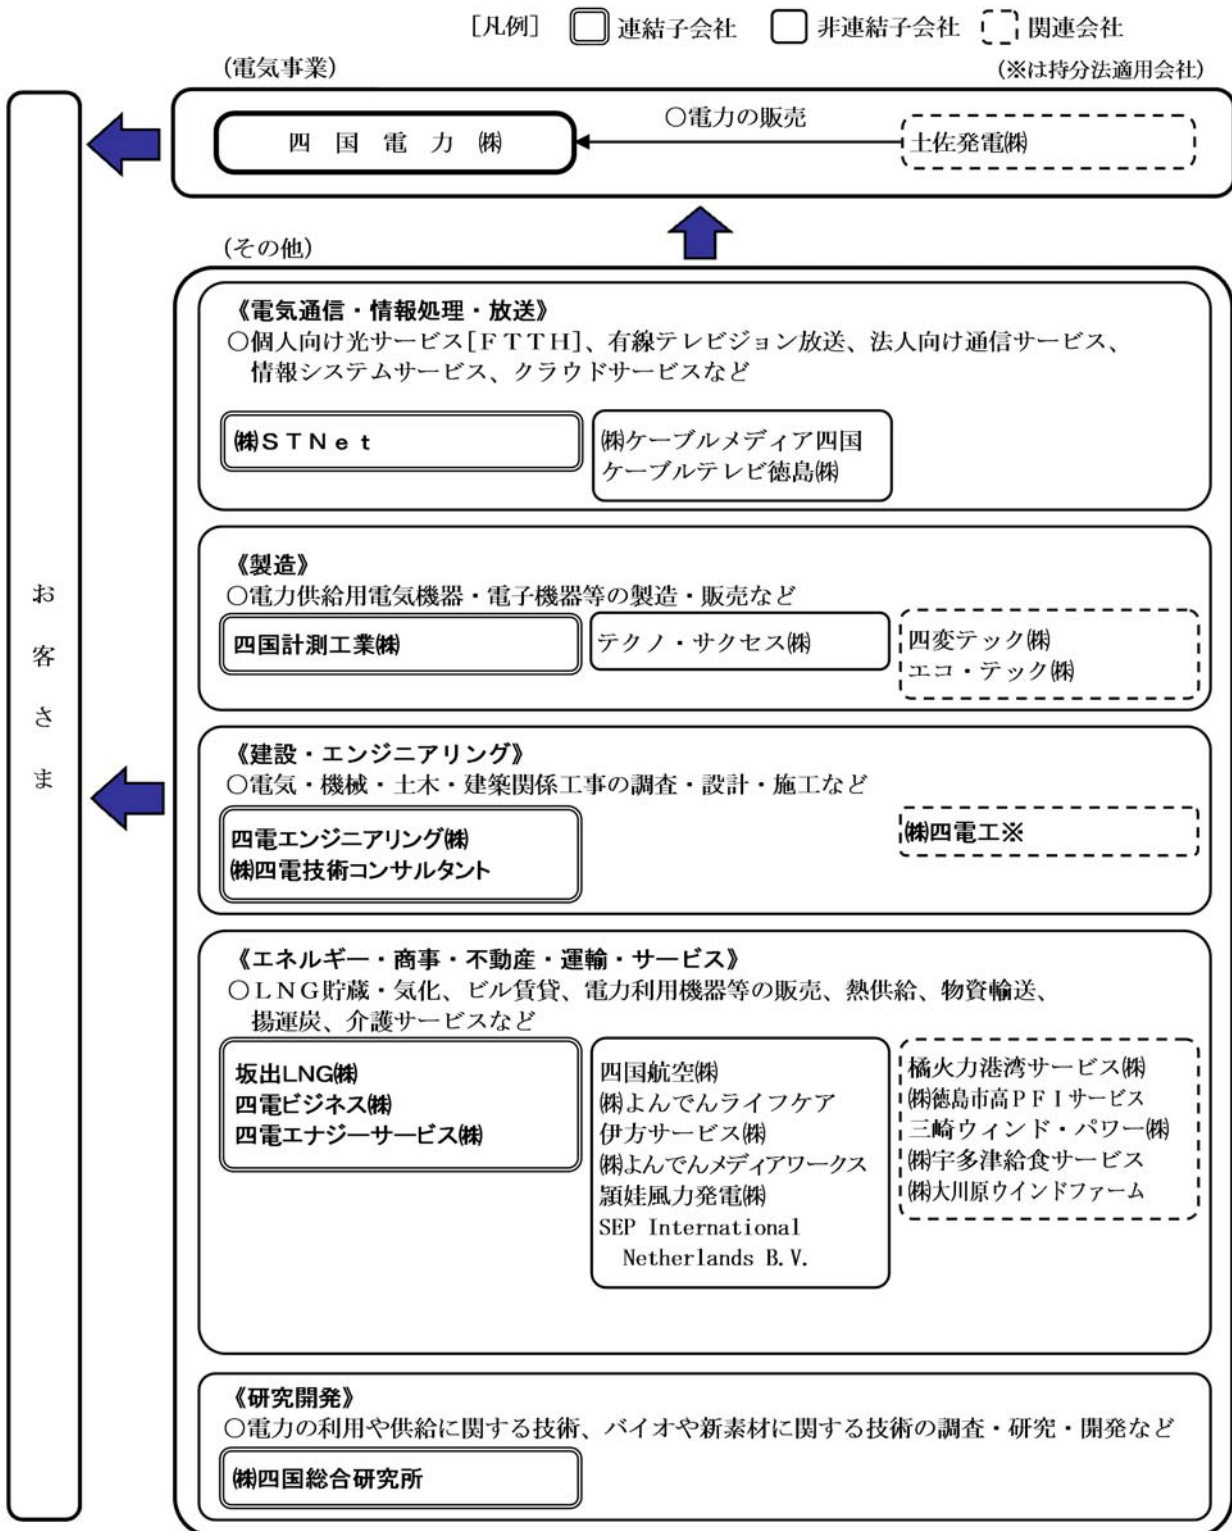 ［凡例］ 連結子会社 非連結子会社 関連会社
(電気事業) (※は持分法適用会社)
四国電力㈱
○電力の販売
土佐発電㈱
お客さま
(その他)
《電気通信・情報処理・放送》
○個人向け光サービス[ＦＴＴＨ]、有線テレビジョン放送、法人向け通信サービス、
情報システムサービス、クラウドサービスなど
㈱ＳＴＮｅｔ
㈱ケーブルメディア四国
ケーブルテレビ徳島㈱
《製造》
○電力供給用電気機器・電子機器等の製造・販売など
四国計測工業㈱
テクノ・サクセス㈱
四変テック㈱
エコ・テック㈱
《建設・エンジニアリング》
○電気・機械・土木・建築関係工事の調査・設計・施工など
四電エンジニアリング㈱
㈱四電技術コンサルタント
㈱四電工※
《エネルギー・商事・不動産・運輸・サービス》
○ＬＮＧ貯蔵・気化、ビル賃貸、電力利用機器等の販売、熱供給、物資輸送、
揚運炭、介護サービスなど
坂出LNG㈱
四電ビジネス㈱
四電エナジーサービス㈱
四国航空㈱
㈱よんでんライフケア
伊方サービス㈱
㈱よんでんメディアワークス
頴娃風力発電㈱
SEP International
Netherlands B.V.
橘火力港湾サービス㈱
㈱徳島市高ＰＦＩサービス
三崎ウィンド・パワー㈱
㈱宇多津給食サービス
㈱大川原ウインドファーム
《研究開発》
○電力の利用や供給に関する技術、バイオや新素材に関する技術の調査・研究・開発など
㈱四国総合研究所